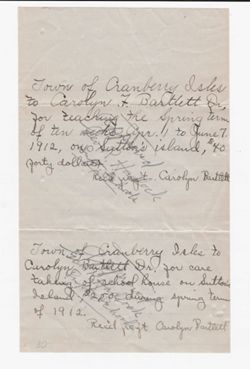 Town of Cranberry Isles
to Carolyn F Bartlett Dr,
for teaching the Spring term
of ten weeks Apr. 11 to June 7
1912, on Sutton's island, $40
forty dollars
Rec'd Pay't. Carolyn Bartlett
Town of Cranberry Isles to
Carolyn Bartlett Dr. for care
taking of school house on Sutton
Island $2.00 during spring term
of 1912.
Rec'd, Pay't Carolyn Bartlett